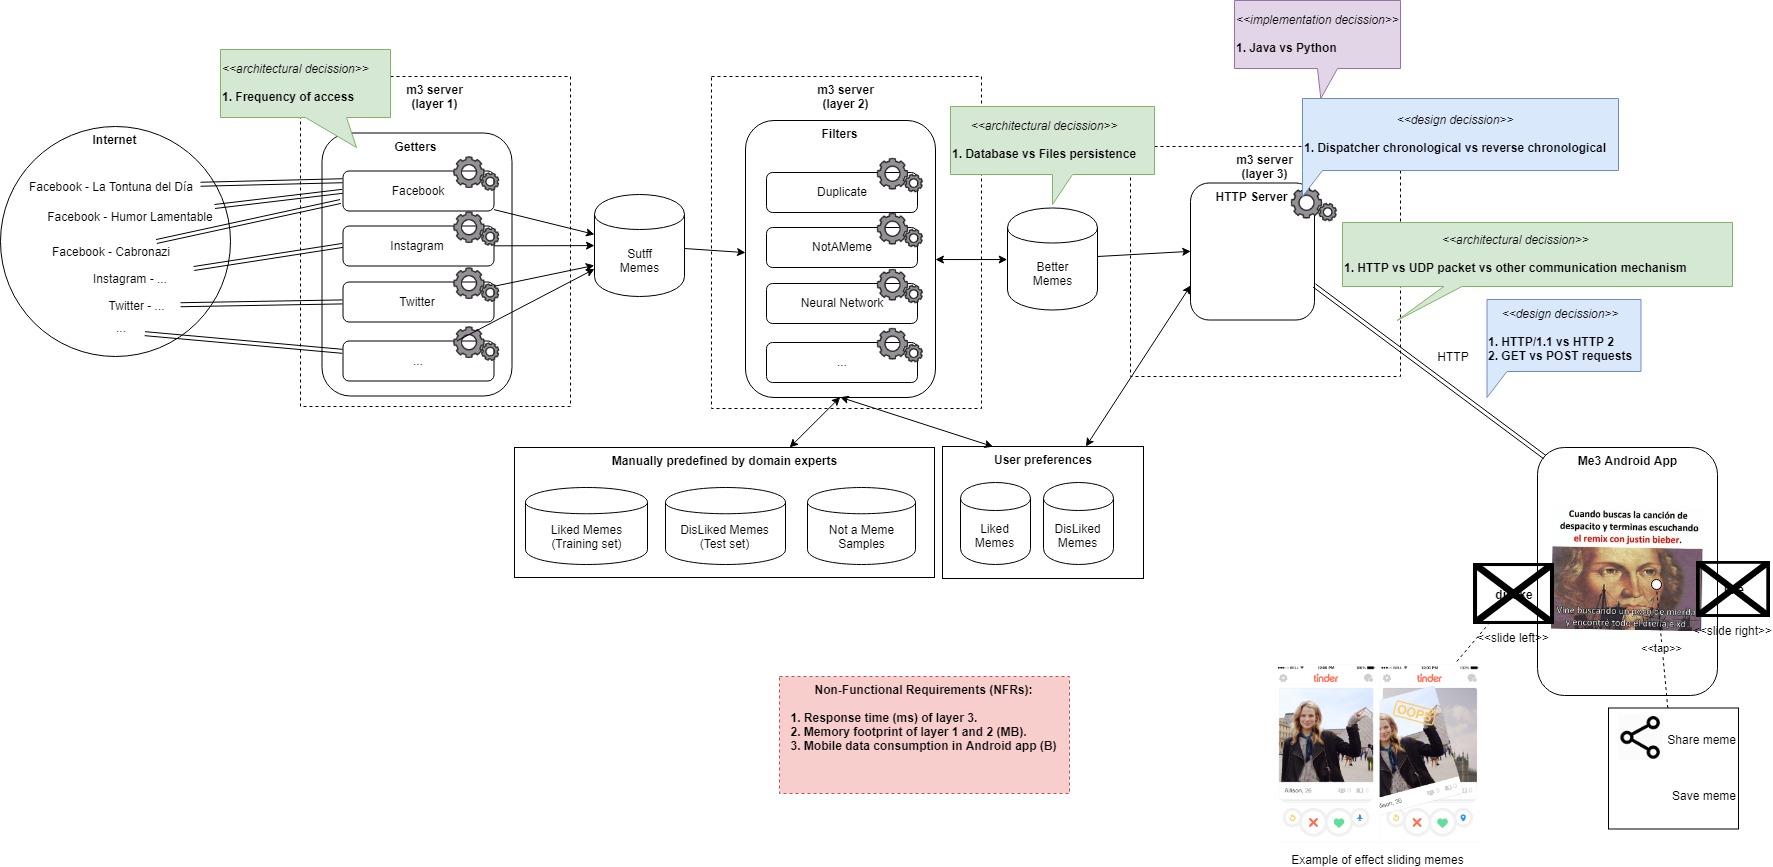 <<implementation decission>>
1. Java vs Python
<<architectural decission>>
1. Frequency of access
m3 server
(layer 1)
m3 server
(layer 2)
<<architectural decission>>
1. Database vs Files persistence
<<design decission>>
1. Dispatcher chronological vs reverse chronological
m3 server
(layer 3)
HTTP Server
Internet
Facebook - La Tontuna del Día
Facebook - Humor Lamentable
Facebook - Cabronazi
Instagram - ...
Twitter - ...
...
Getters
Facebook
Instagram
Twitter
...
Sutff
Memes
Filters
Duplicate
NotAMeme
Neural Network
...
Better
Memes
<<architectural decission>>
1. HTTP vs UDP packet vs other communication mechanism
<<design decission>>
1. HTTP/1.1 vs HTTP 2
2. GET vs POST requests
HTTP
Manually predefined by domain experts
Liked Memes
(Training set)
DisLiked Memes
(Test set)
Not a Meme
Samples
User preferences
Liked
Memes
DisLiked
Memes
Me3 Android App
Cuando buscas la canción de
despacito y terminas escuchando
el remix con justin bieber.
Vine buscando un poco de mierda
y encontré todo el drenaje xd
<<slide left>>
<<slide right>>
<<tap>>
Share meme
Save meme
Non-Functional Requirements (NFRs):
1. Response time (ms) of layer 3.
2. Memory footprint of layer 1 and 2 (MB).
3. Mobile data consumption in Android app (B)
tinder
tinder
OOPS
Allison, 26
Example of effect sliding memes